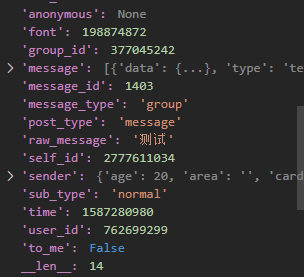 'anonymous': None
'font': 198874872
'group_id': 377045242
> 'message': [{'data': {...}, 'type': 'te
'message_id': 1403
'message_type': 'group'
'post_type': 'message'
'raw_message': '测试'
'self_id': 2777611034
> 'sender': {'age': 20, 'area': '', 'card
'sub_type': 'normal'
'time': 1587280980
'user_id': 762699299
'to_me': False
__len__: 14